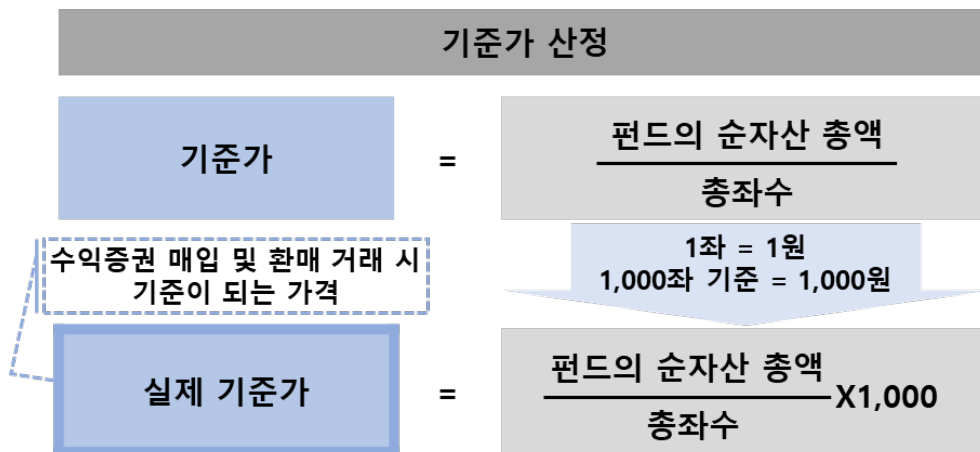 기준가 산정
기준가
=
펀드의 순자산 총액
총좌수
수익증권 매입 및 환매 거래 시
기준이 되는 가격
1좌 = 1원
1,000좌 기준 = 1,000원
실제 기준가
=
펀드의 순자산 총액
총좌수
X1,000